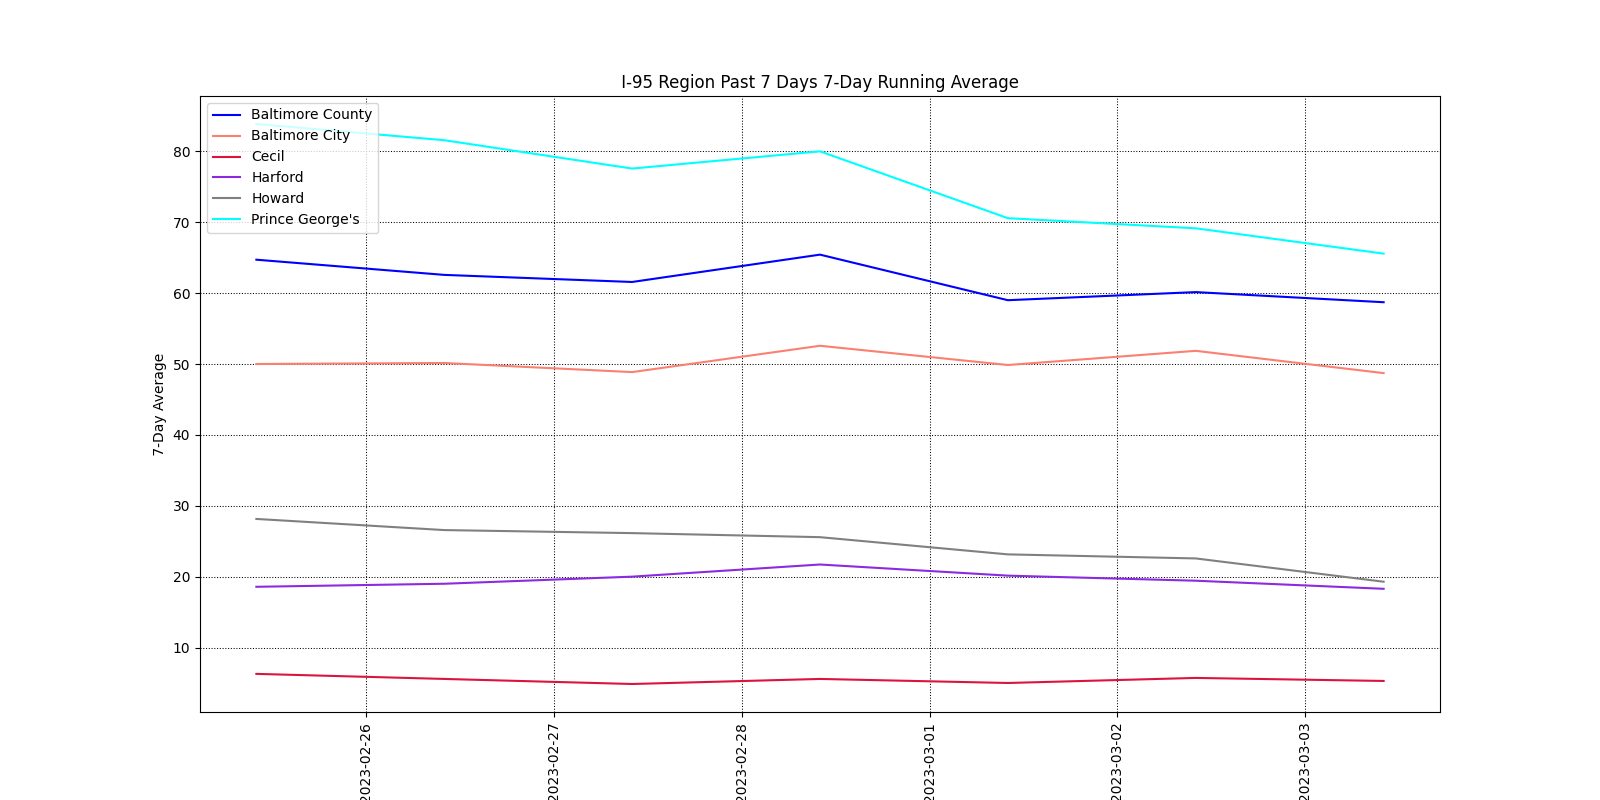 I-95 Region Past 7 Days 7-Day Running Average
Baltimore County
Baltimore City
Cecil
Harford
Howard
Prince George's
7-Day Average
80
70
60
50
40
30
20
10
2023-02-26
2023-02-27
2023-02-28
2023-03-01
2023-03-02
2023-03-03